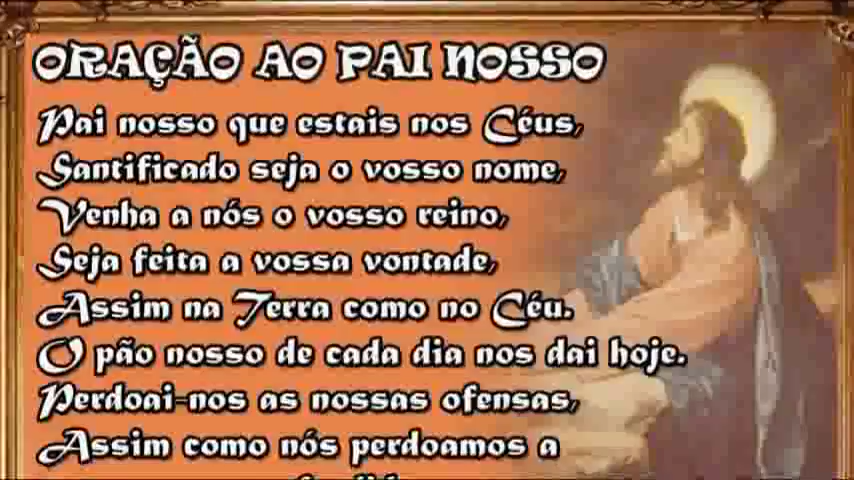 ORAÇÃO AO PAI NOSSO
Pai nosso que estais nos Céus,
Santificado seja o vosso nome,
Venha a nós o vosso reino,
Seja feita a vossa vontade,
Assim na Terra como no Céu.
O pão nosso de cada dia nos dai hoje.
Perdoai-nos as nossas ofensas,
Assim como nós perdoamos a